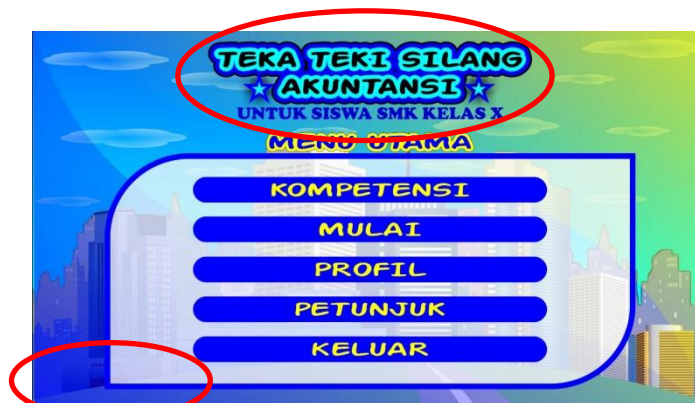 TEKA TEKI SILANG
AKUNTANSI
UNTUK SISWA SMK KELAS X
MENU UTAMA
KOMPETENSI
MULAI
PROFIL
PETUNJUK
KELUAR